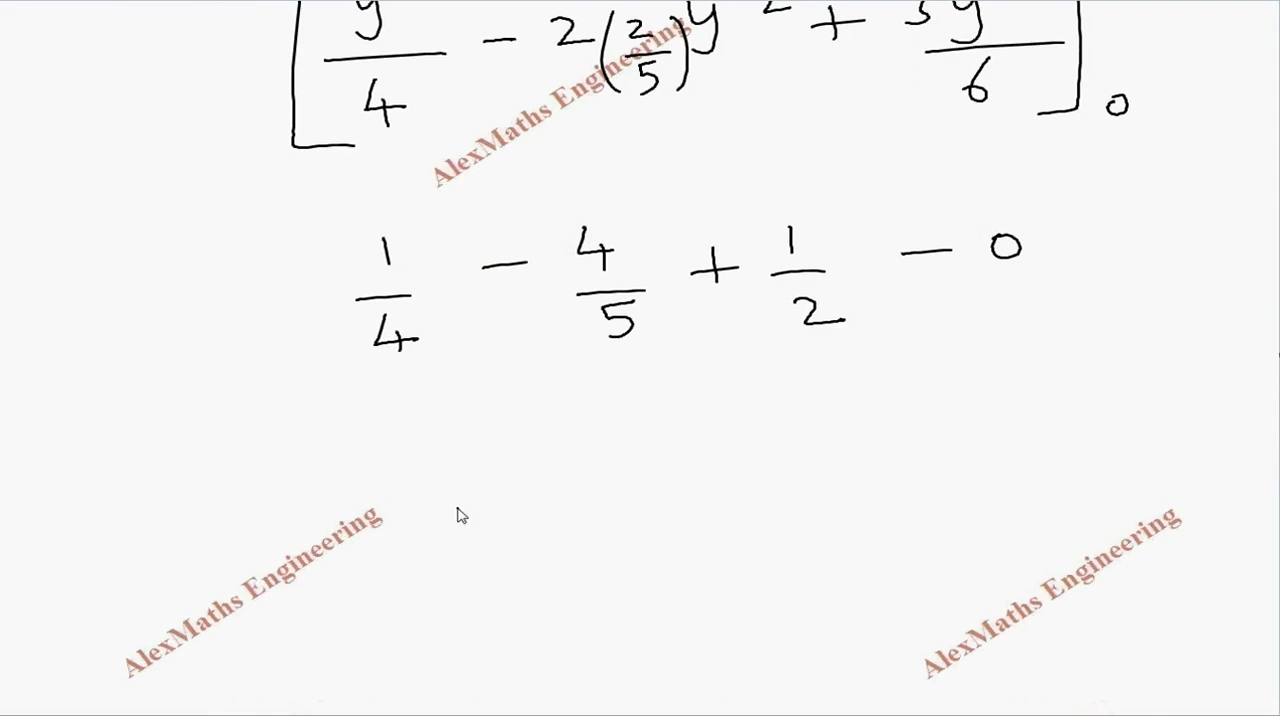 [y/4 - 2(2/5)y + y/6]₀
1/4 - 4/5 + 1/2 - 0
AlexMaths Engineering
AlexMaths Engineering
AlexMaths Engineering